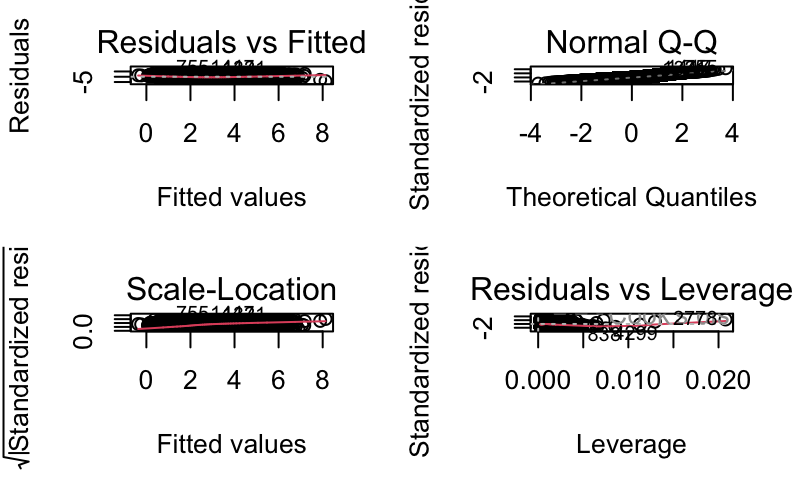 Residuals vs Fitted
Residuals
-5
0 2 4 6 8
Fitted values
Normal Q-Q
Standardized resi
-2
-4 -2 0 2 4
Theoretical Quantiles
Scale-Location
√|Standardized resi
0.0
0 2 4 6 8
Fitted values
Residuals vs Leverage
Standardized resi
-2
2778
4299
0.000 0.010 0.020
Leverage